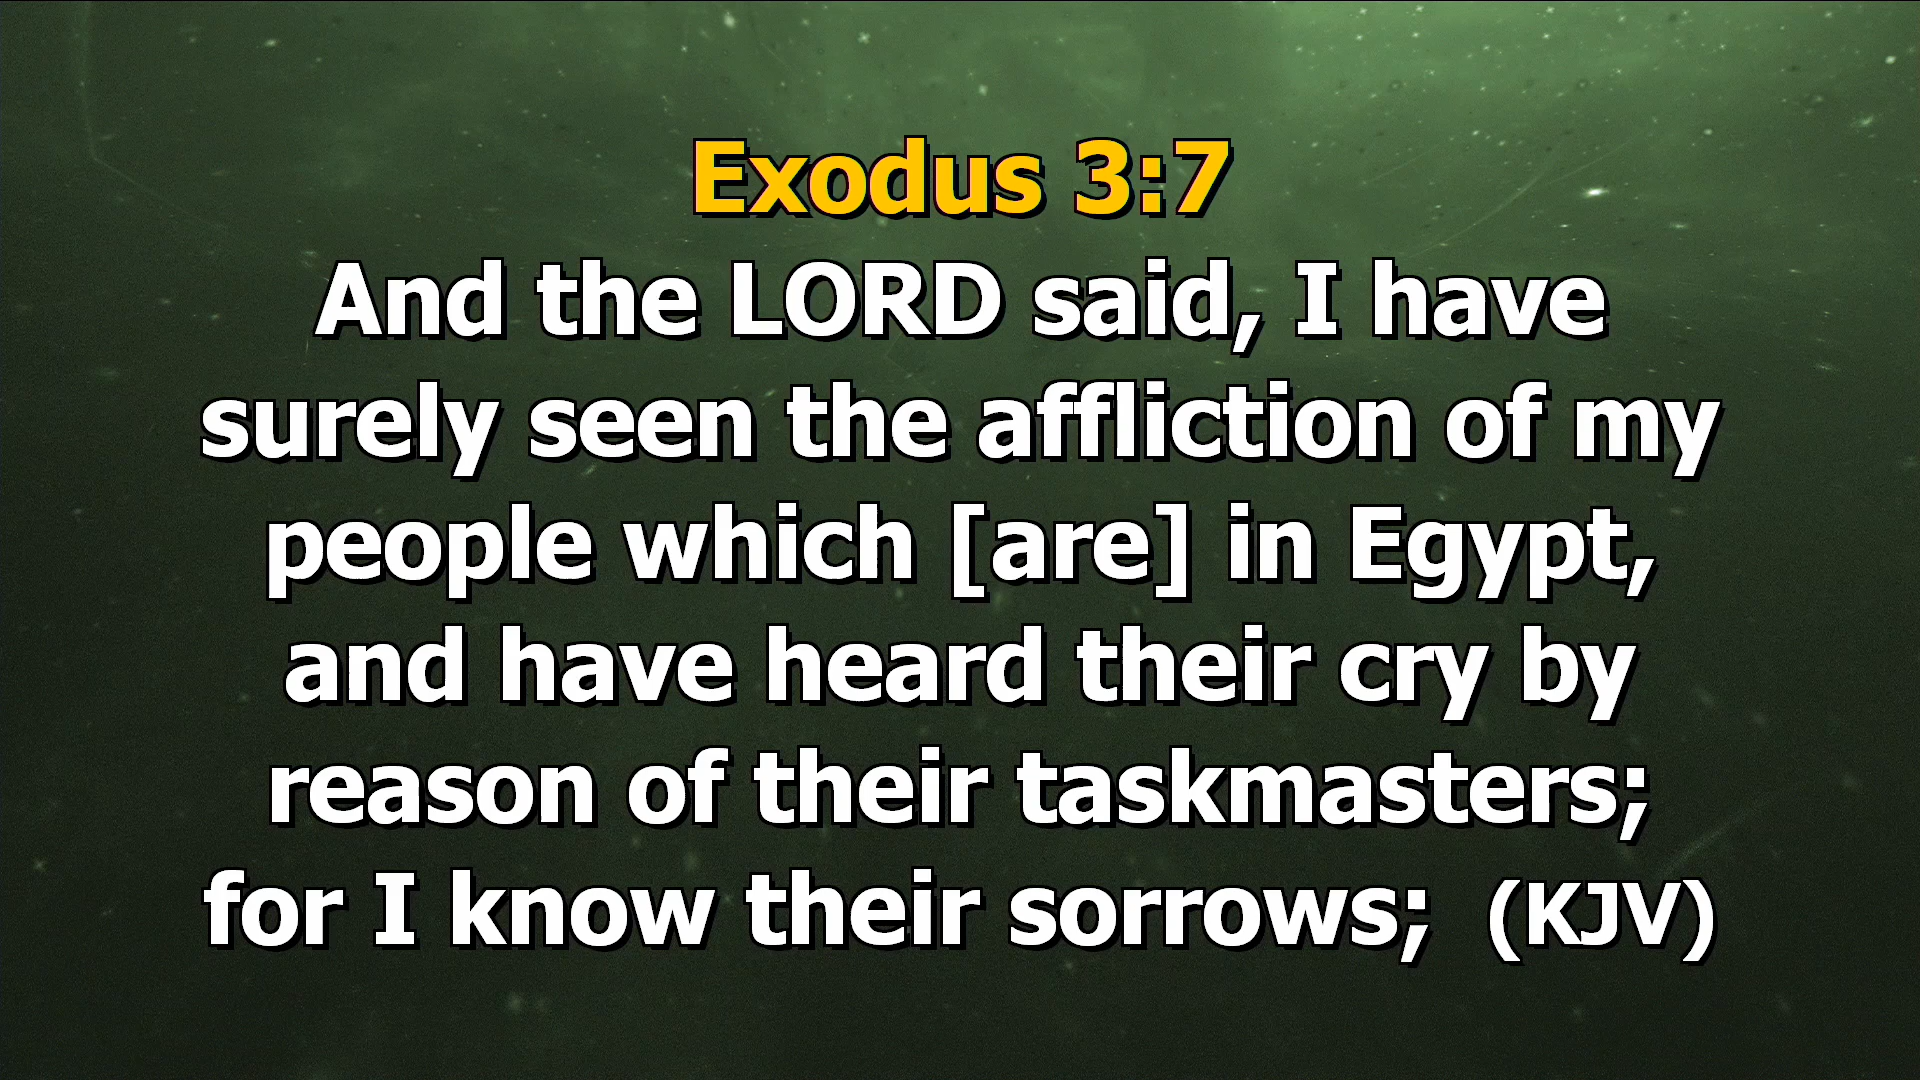 Exodus 3:7
And the LORD said, I have
surely seen the affliction of my
people which [are] in Egypt,
and have heard their cry by
reason of their taskmasters;
for I know their sorrows;  (KJV)